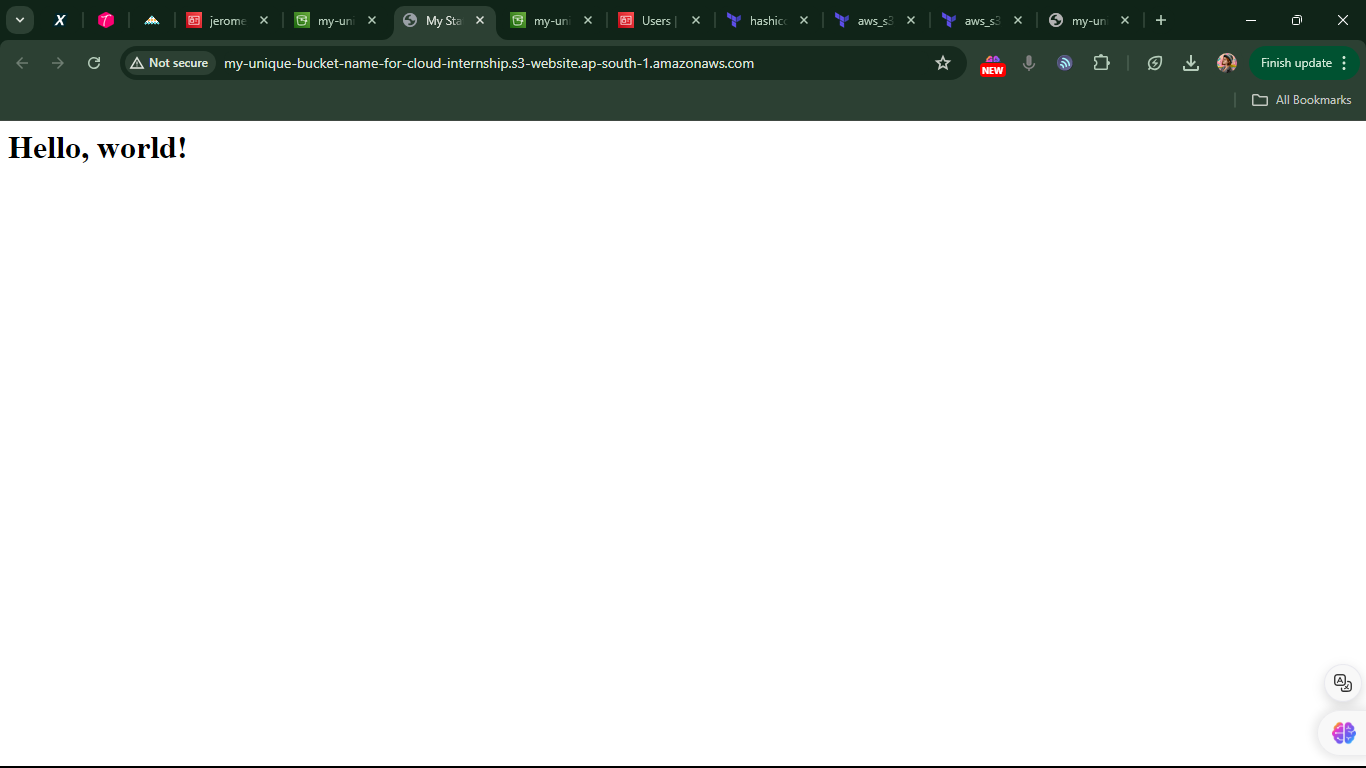 X
T
jerome
my-uni
My Sta
my-uni
Users |
hashic
aws_s3
aws_s3
my-un
Not secure
my-unique-bucket-name-for-cloud-internship.s3-website.ap-south-1.amazonaws.com
NEW
Finish update
All Bookmarks
Hello, world!